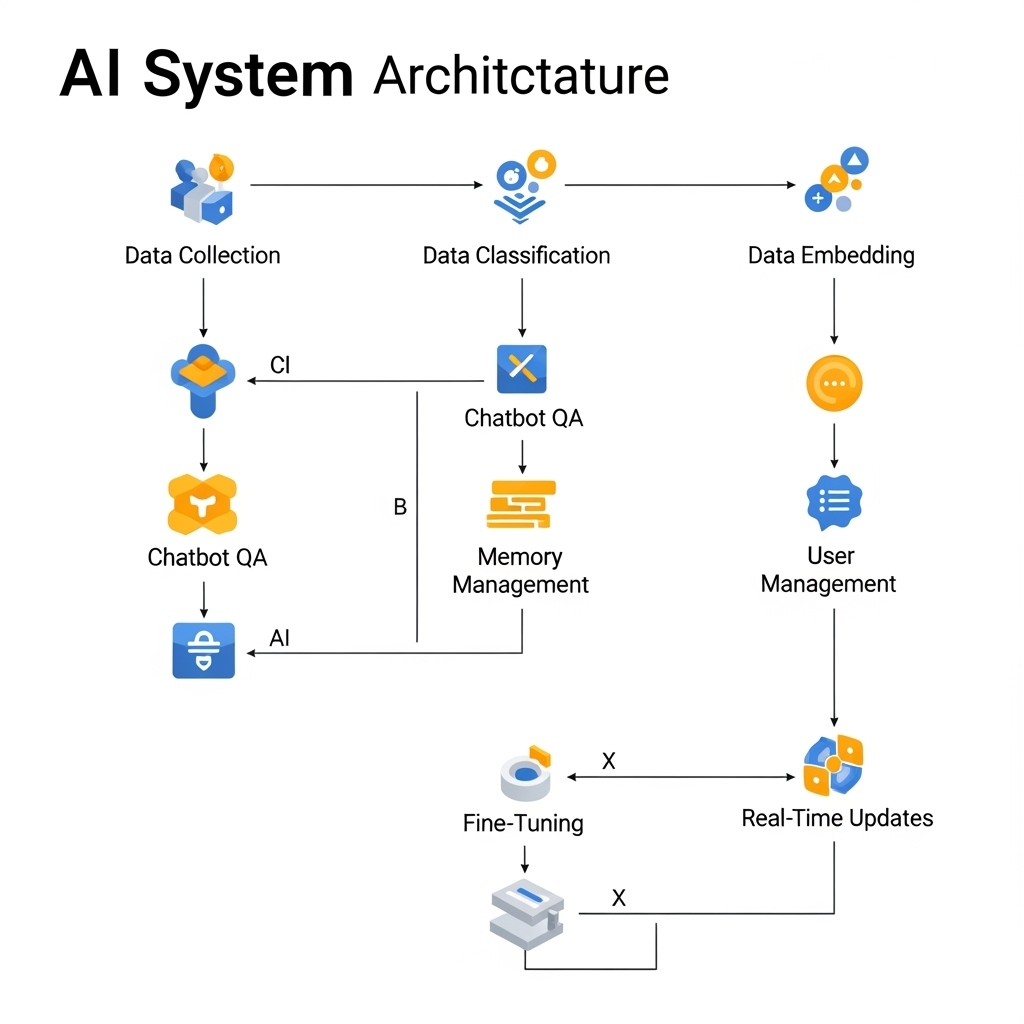 AI System Architctature
Data Collection
Data Classification
Data Embedding
CI
Chatbot QA
B
Chatbot QA
Memory
Management
User
Management
AI
X
Fine-Tuning
Real-Time Updates
X